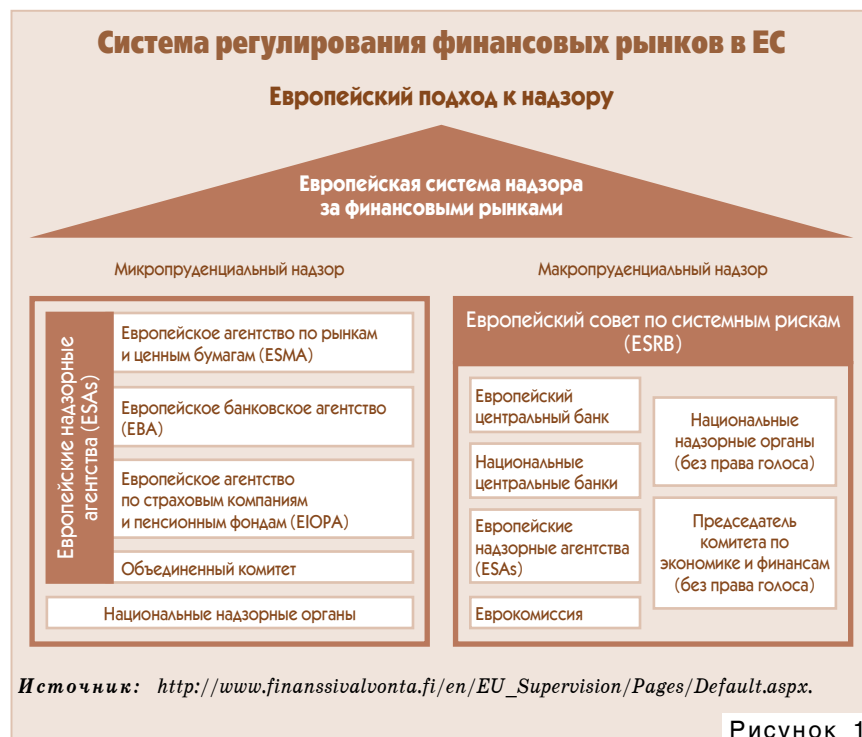 Система регулирования финансовых рынков в ЕС
Европейский подход к надзору
Европейская система надзора
за финансовыми рынками
Микропруденциальный надзор
Европейские надзорные
агентства (ESAs)
Европейское агентство по рынкам
и ценным бумагам (ESMA)
Европейское банковское агентство
(EBA)
Европейское агентство
по страховым компаниям
и пенсионным фондам (EIOPA)
Объединенный комитет
Национальные надзорные органы
Макропруденциальный надзор
Европейский совет по системным рискам
(ESRB)
Европейский
центральный банк
Национальные
центральные банки
Европейские
надзорные агентства
(ESAs)
Еврокомиссия
Национальные
надзорные органы
(без права голоса)
Председатель
комитета по
экономике и финансам
(без права голоса)
Источник: http://www.finanssivalvonta.fi/en/EU_Supervision/Pages/Default.aspx.
Рисунок 1